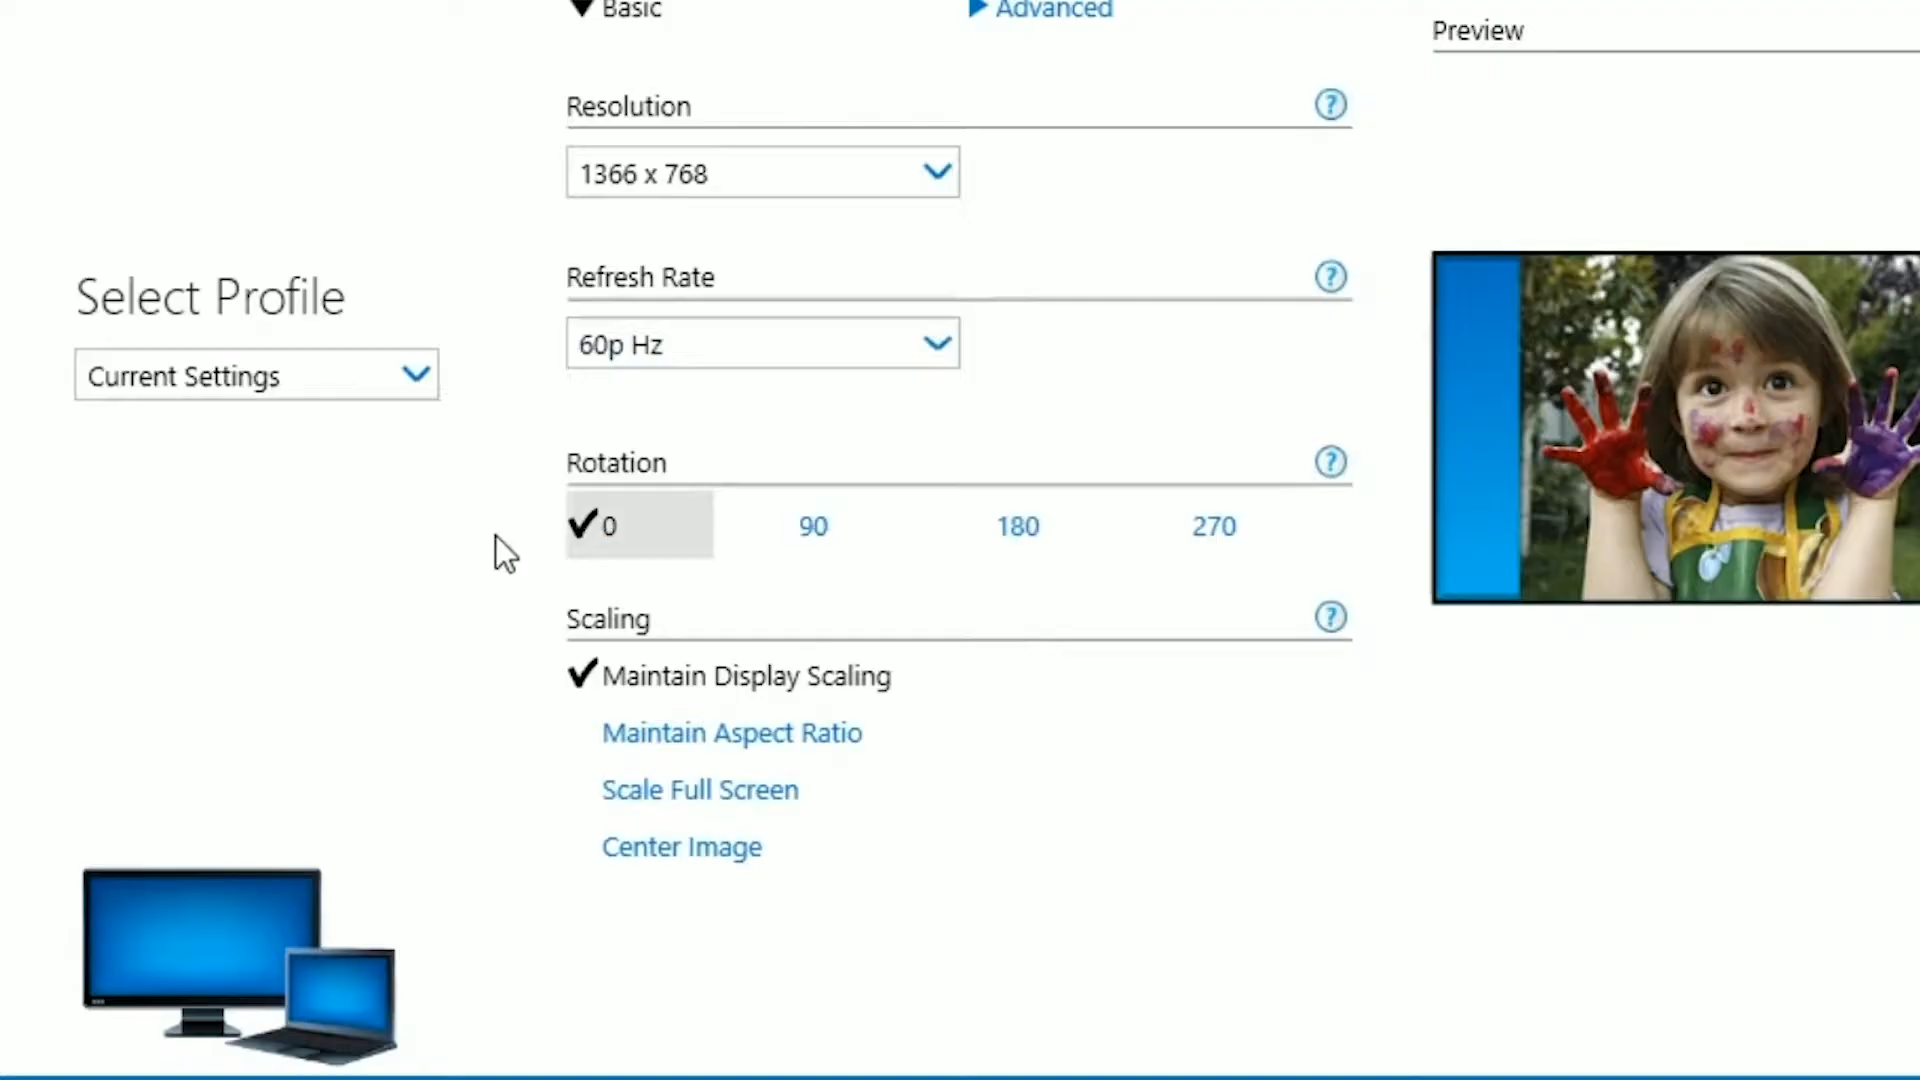 Basic
Advanced
Preview
Resolution
?
1366 x 768
Select Profile
Current Settings
Refresh Rate
?
60p Hz
Rotation
?
0
90
180
270
Scaling
?
Maintain Display Scaling
Maintain Aspect Ratio
Scale Full Screen
Center Image